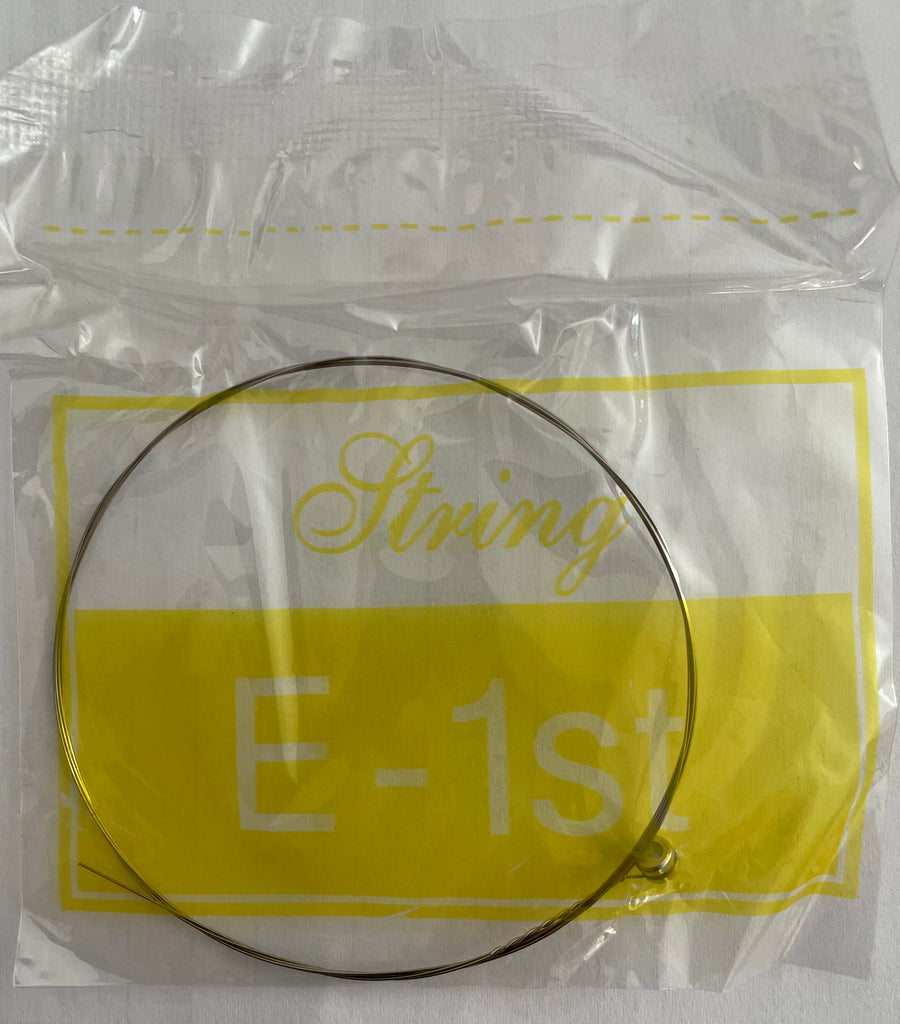 String
E - 1st